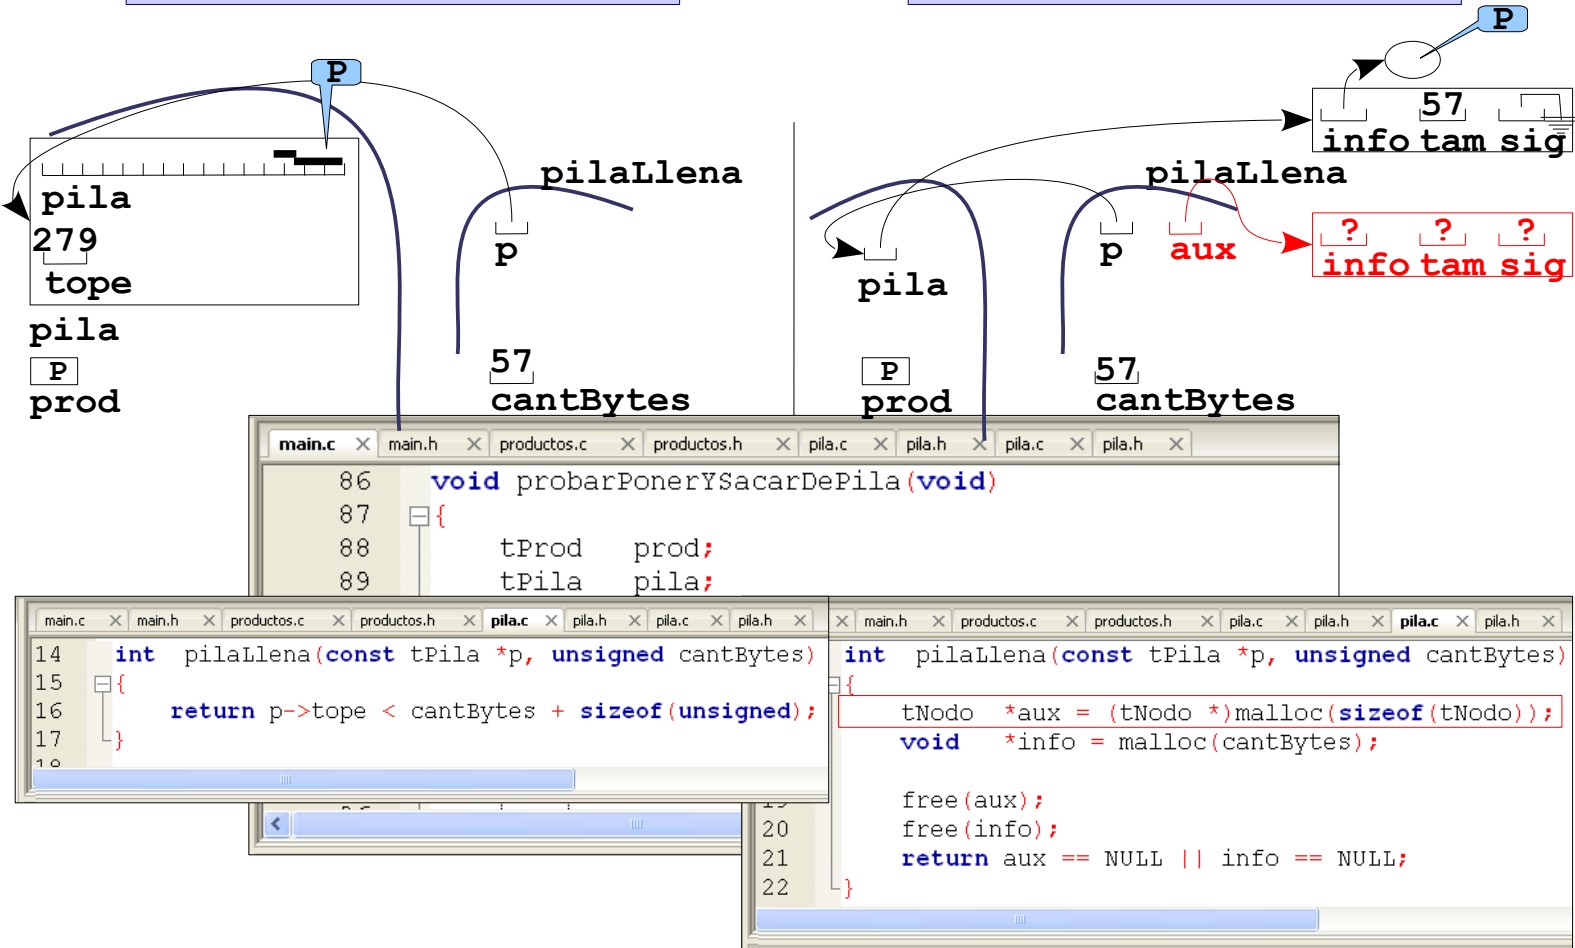 P
P
57
info tam sig
pilaLlena
pilaLlena
pila
279
tope
p
p
aux
? ? ?
info tam sig
pila
pila
P
prod
57
cantBytes
P
prod
57
cantBytes
main.c main.h productos.c productos.h pila.c pila.h pila.c pila.h
86 void probarPonerYSacarDePila(void)
87 {
88 tProd prod;
89 tPila pila;
main.c main.h productos.c productos.h pila.c pila.h pila.c pila.h
14 int pilaLlena(const tPila *p, unsigned cantBytes)
15 {
16 return p->tope < cantBytes + sizeof(unsigned);
17 }
18
main.h productos.c productos.h pila.c pila.h pila.c pila.h
int pilaLlena(const tPila *p, unsigned cantBytes)
{
tNodo *aux = (tNodo *)malloc(sizeof(tNodo));
void *info = malloc(cantBytes);
19 free(aux);
20 free(info);
21 return aux == NULL || info == NULL;
22 }